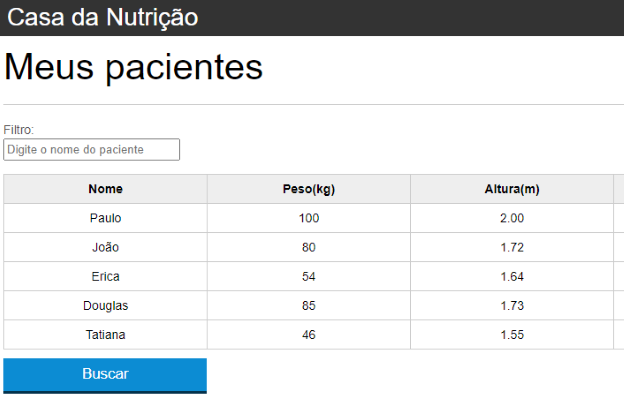 Casa da Nutrição
Meus pacientes
Filtro:
Digite o nome do paciente
Nome Peso(kg) Altura(m)
Paulo 100 2.00
João 80 1.72
Erica 54 1.64
Douglas 85 1.73
Tatiana 46 1.55
Buscar